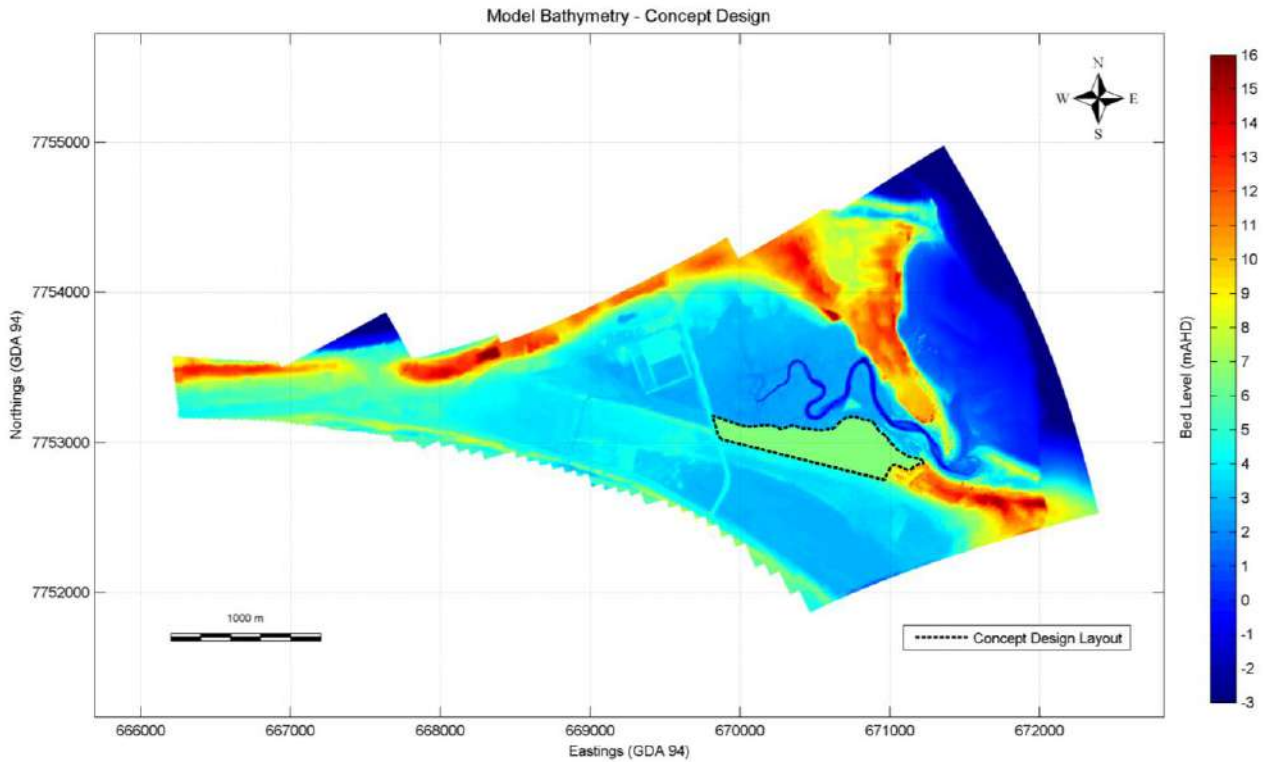 Model Bathymetry - Concept Design
N
W E
S
7755000
7754000
7753000
7752000
Northings (GDA 94)
1000 m
Concept Design Layout
666000 667000 668000 669000 670000 671000 672000
Eastings (GDA 94)
Bed Level (mAHD)
16
15
14
13
12
11
10
9
8
7
6
5
4
3
2
1
0
-1
-2
-3